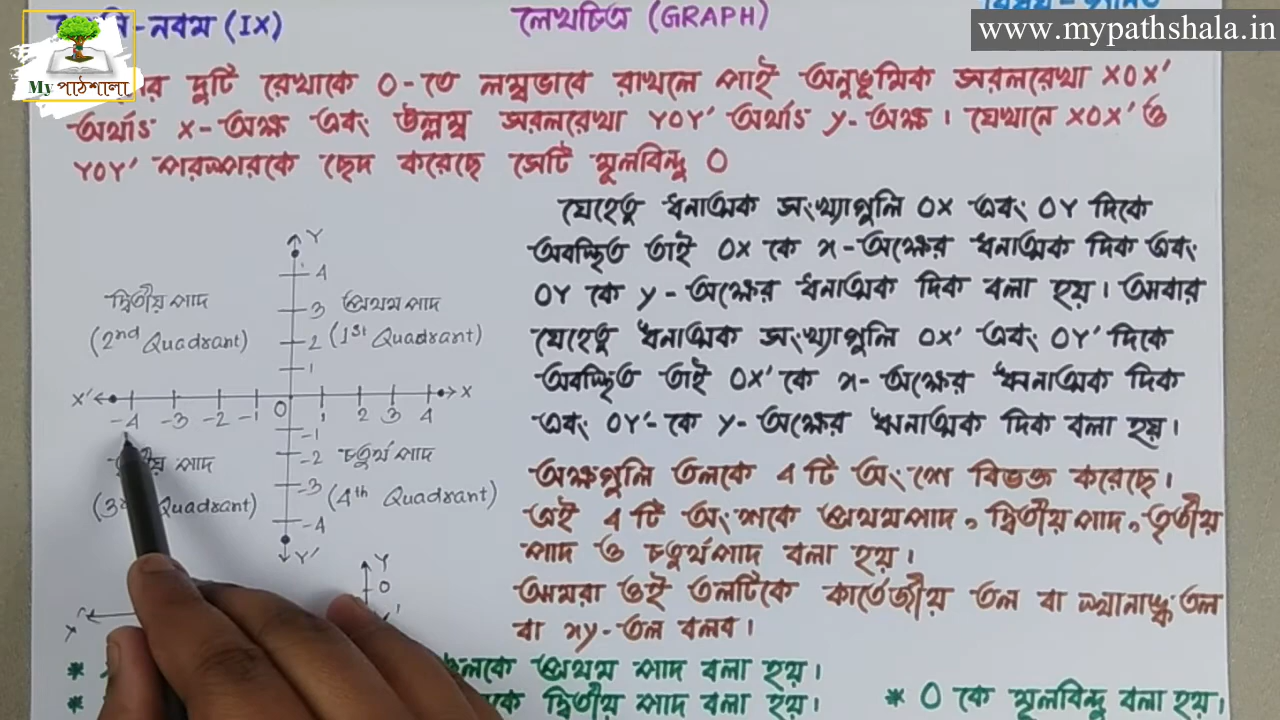 -নবম (IX)
লেখচিত্র (GRAPH)
www.mypathshala.in
My পাঠশালা
দুটি রেখাকে O-তে লম্বভাবে রাখলে পাই অনুভূমিক সরলরেখা XOX'
অর্থাৎ x-অক্ষ এবং উল্লম্ব সরলরেখা YOY' অর্থাৎ y-অক্ষ। যেখানে XOX' ও
YOY' পরস্পরকে ছেদ করেছে সেটি মূলবিন্দু O
যেহেতু ধনাত্মক সংখ্যাগুলি OX এবং OY দিকে
অবস্থিত তাই OX কে x-অক্ষের ধনাত্মক দিক এবং
OY কে y-অক্ষের ধনাত্মক দিক বলা হয়। আবার
যেহেতু ঋনাত্মক সংখ্যাগুলি OX' এবং OY' দিকে
অবস্থিত তাই OX' কে x-অক্ষের ঋনাত্মক দিক
এবং OY'-কে y-অক্ষের ঋনাত্মক দিক বলা হয়।
অক্ষগুলি তলকে 4 টি অংশে বিভক্ত করেছে।
এই 4 টি অংশকে প্রথমপাদ, দ্বিতীয়পাদ, তৃতীয়
পাদ ও চতুর্থপাদ বলা হয়।
আমরা ওই তলটিকে কার্তেজীয় তল বা স্থানাঙ্ক তল
বা xy-তল বলব।
Y
4
3
2
1
দ্বিতীয় পাদ
(2nd Quadrant)
প্রথম পাদ
(1st Quadrant)
X' -4 -3 -2 -1 O 1 2 3 4 X
-1
-2
-3
-4
Y'
পাদ
Quadrant)
চতুর্থ পাদ
(4th Quadrant)
Y
O
X'
* প্রথম পাদ বলা হয়।
* কে দ্বিতীয় পাদ বলা হয়।
* O কে মূলবিন্দু বলা হয়।